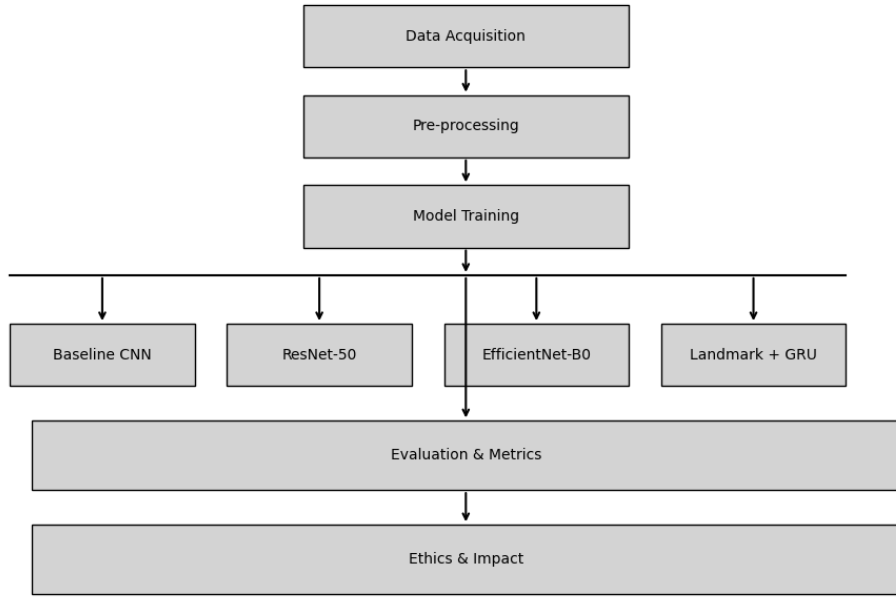 Data Acquisition
Pre-processing
Model Training
Baseline CNN
ResNet-50
EfficientNet-B0
Landmark + GRU
Evaluation & Metrics
Ethics & Impact